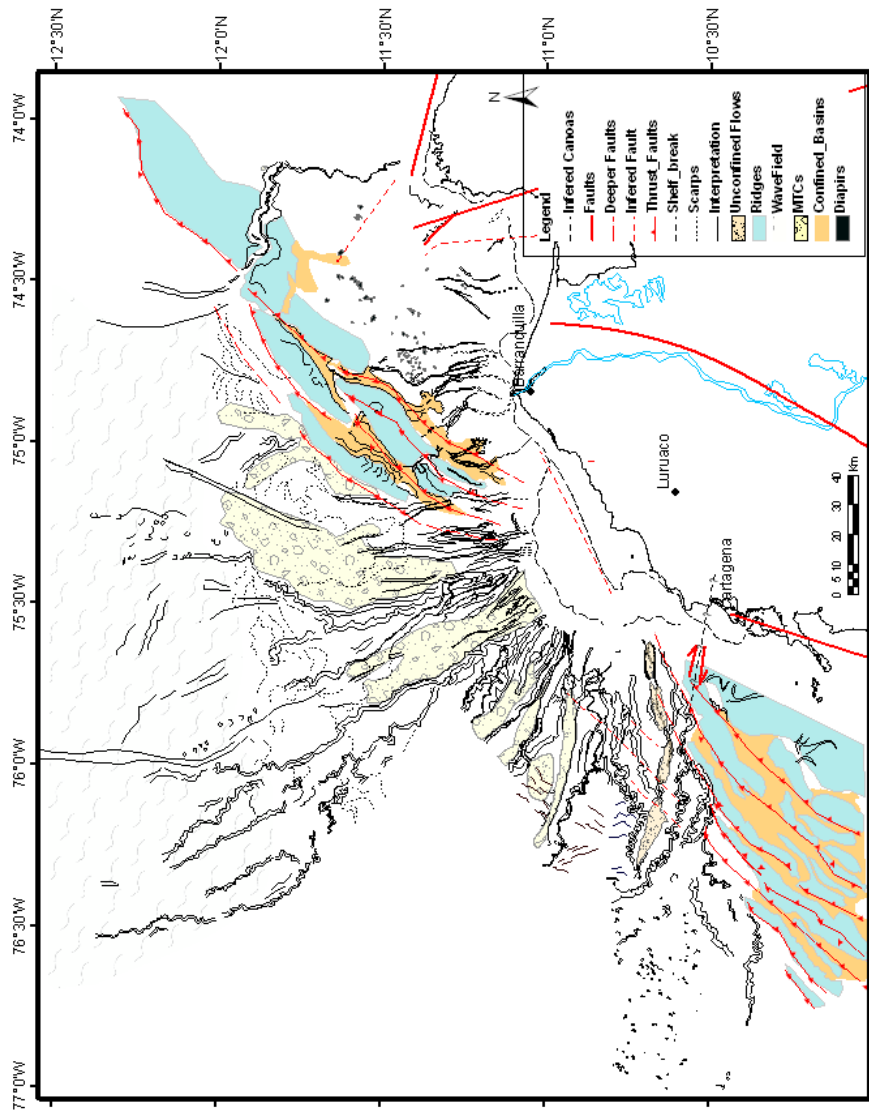 12°30'N
12°0'N
11°30'N
11°0'N
10°30'N
77°0'W
76°30'W
76°0'W
75°30'W
75°0'W
74°30'W
74°0'W
N
Legend
Infered Canoas
Faults
Deeper Faults
Infered Fault
Thrust_Faults
Shelf_break
Scarps
Interpretation
Unconfined Flows
Ridges
WaveField
MTCs
Confined_Basins
Diapirs
Barranquilla
Luruaco
Cartagena
0 5 10 20 30 40
Km